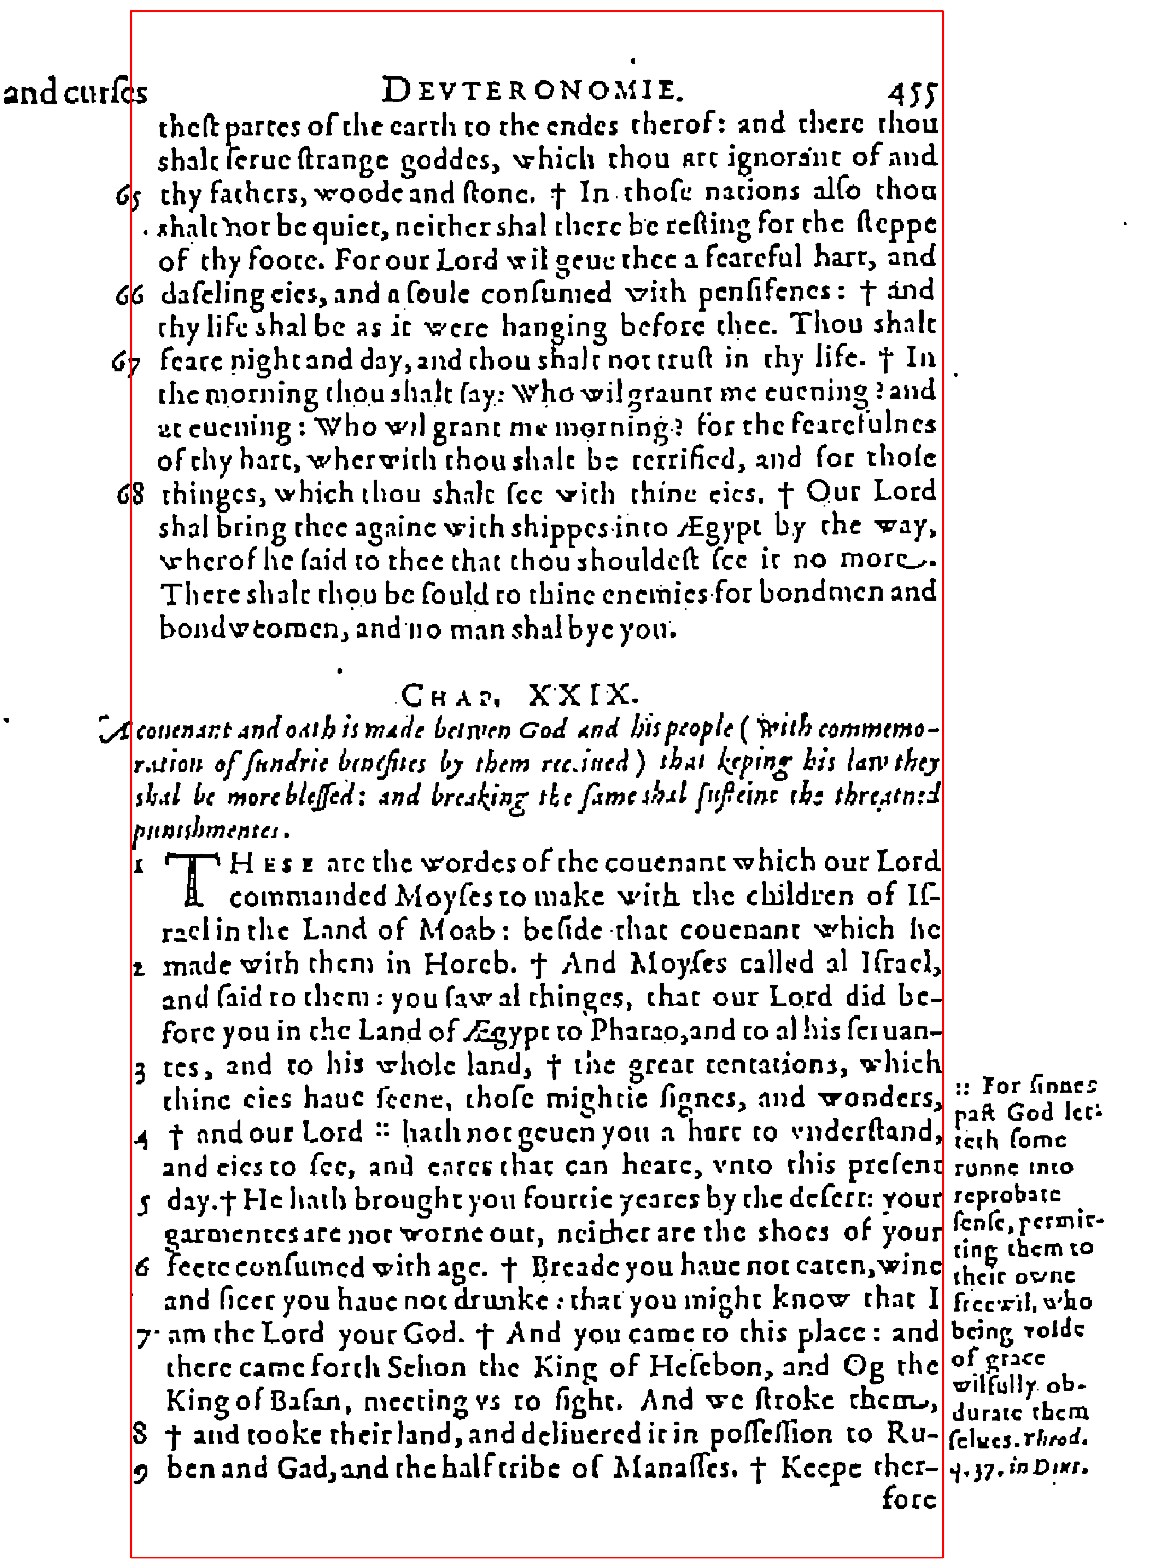 and curſes DEVTERONOMIE. 455
theſt partes of the earth to the endes therof: and there thou
shalt ſerue ſtrange goddes, which thou art ignorant of and
65 thy fathers, woode and ſtone. † In thoſe nations alſo thou
shalt not be quiet, neither shal there be reſting for the ſteppe
of thy foote. For our Lord wil geue thee a feareful hart, and
66 daſeling eies, and a ſoule conſumed with penſifenes: † and
thy life shal be as it were hanging before thee. Thou shalt
67 feare night and day, and thou shalt not truſt in thy life. † In
the morning thou shalt ſay: Who wil graunt me euening? and
at euening: Who wil grant me morning? for the fearefulnes
of thy hart, wherwith thou shalt be terrified, and for thoſe
68 thinges, which thou shalt ſee with thine eies. † Our Lord
shal bring thee againe with shippes into Ægypt by the way,
wherof he ſaid to thee that thou shouldeſt ſee it no more.
There shalt thou be ſould to thine enemies for bondmen and
bondweomen, and no man shal bye you.
CHAP. XXIX.
A couenant and oath is made betwen God and his people (with commemo-
ration of ſundrie benefites by them receiued) that keping his law they
shal be more bleſſed: and breaking the ſame shal ſuſteine the threatned
punishmentes.
1 THESE are the wordes of the couenant which our Lord
commanded Moyſes to make with the children of Iſ-
rael in the Land of Moab: beſide that couenant which he
2 made with them in Horeb. † And Moyſes called al Iſrael,
and ſaid to them: you ſaw al thinges, that our Lord did be-
fore you in the Land of Ægypt to Pharao, and to al his ſeruan-
3 tes, and to his whole land, † the great tentations, which
thine eies haue ſeene, thoſe mightie ſignes, and wonders,
4 † and our Lord :: hath not geuen you a hart to vnderſtand,
and eies to ſee, and eares that can heare, vnto this preſent
5 day. † He hath brought you fourtie yeares by the deſert: your
garmentes are not worne out, neither are the shoes of your
6 feete conſumed with age. † Breade you haue not eaten, wine
and ſicer you haue not drunke: that you might know that I
7 am the Lord your God. † And you came to this place: and
there came forth Sehon the King of Heſebon, and Og the
King of Baſan, meeting vs to fight. And we ſtroke them,
8 † and tooke their land, and deliuered it in poſſeſſion to Ru-
9 ben and Gad, and the half tribe of Manaſſes. † Keepe ther-
fore
:: For ſinnes
paſt God let-
teth ſome
runne into
reprobate
ſenſe, permit-
ting them to
their owne
freewil, who
being voide
of grace
wilfully ob-
durate them
ſelues. Theod.
q. 37. in Deut.